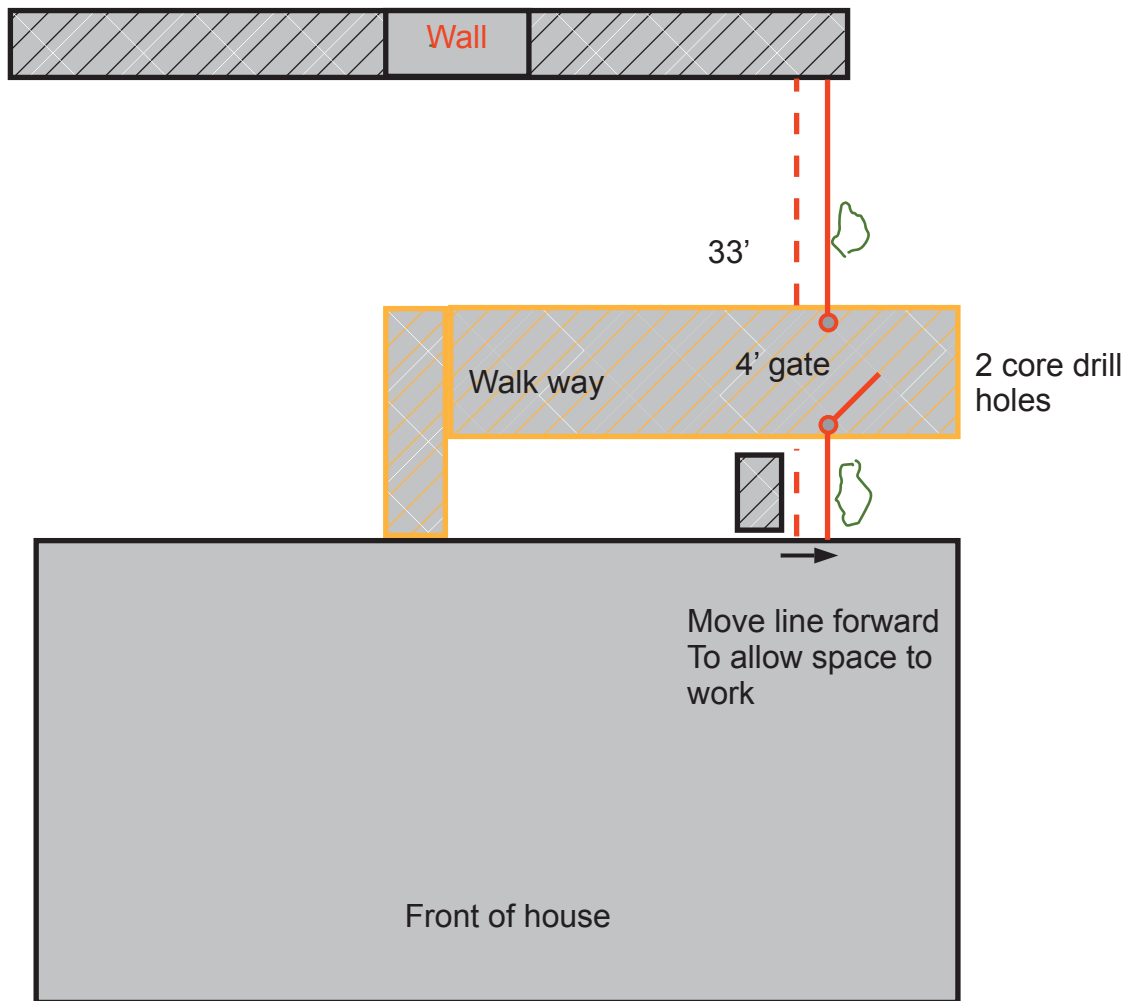 Wall
33’
4’ gate
Walk way
2 core drill
holes
Move line forward
To allow space to
work
Front of house